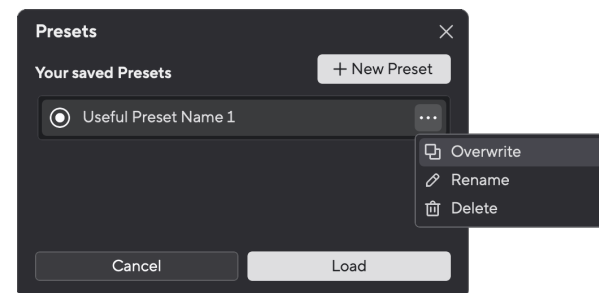 Presets
Your saved Presets
+ New Preset
Useful Preset Name 1
Overwrite
Rename
Delete
Cancel
Load